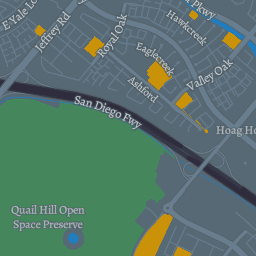 E Yale Lo
Jeffrey Rd
Royal Oak
Hawkcreek
Pkwy
Eaglecreek
Ashford
Valley Oak
San Diego Fwy
Hoag Ho
Quail Hill Open
Space Preserve